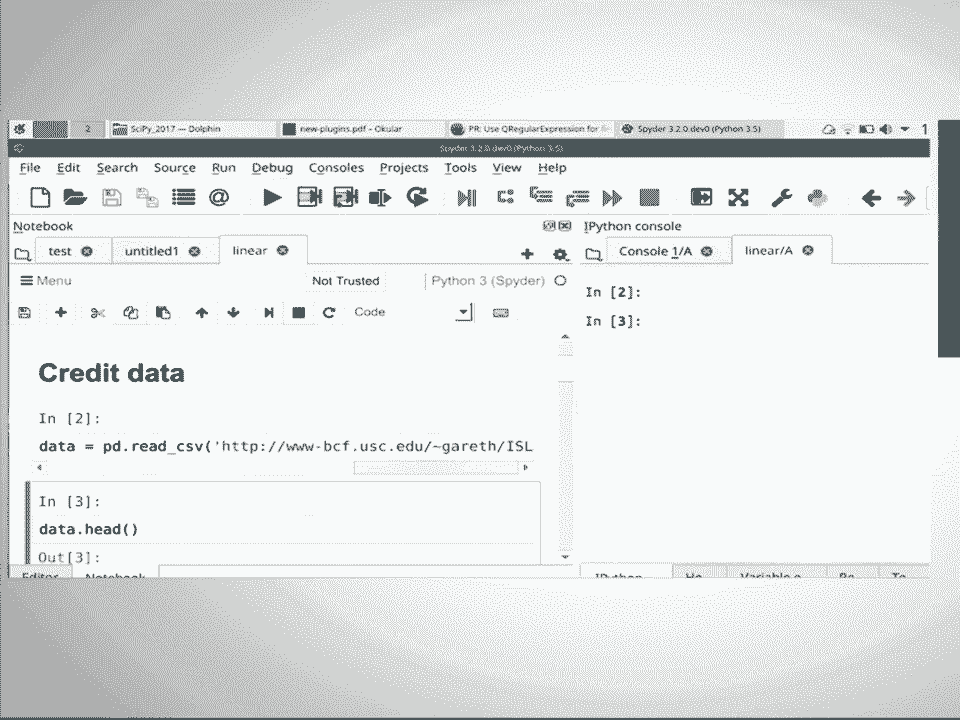 2 SciPy_2017 — Dolphin new-plugins.pdf - Okular PR: Use QRegularExpression for Spyder 3.2.0.dev0 (Python 3.5) 1
Spyder 3.2.0.dev0 (Python 3.5)
File Edit Search Source Run Debug Consoles Projects Tools View Help
Notebook IPython console
test untitled1 linear Console 1/A linear/A
Menu Not Trusted Python 3 (Spyder)
Code
In [2]:
In [3]:
Credit data
In [2]:
data = pd.read_csv('http://www-bcf.usc.edu/~gareth/ISL
In [3]:
data.head()
Out[3]:
Editor Notebook IPython